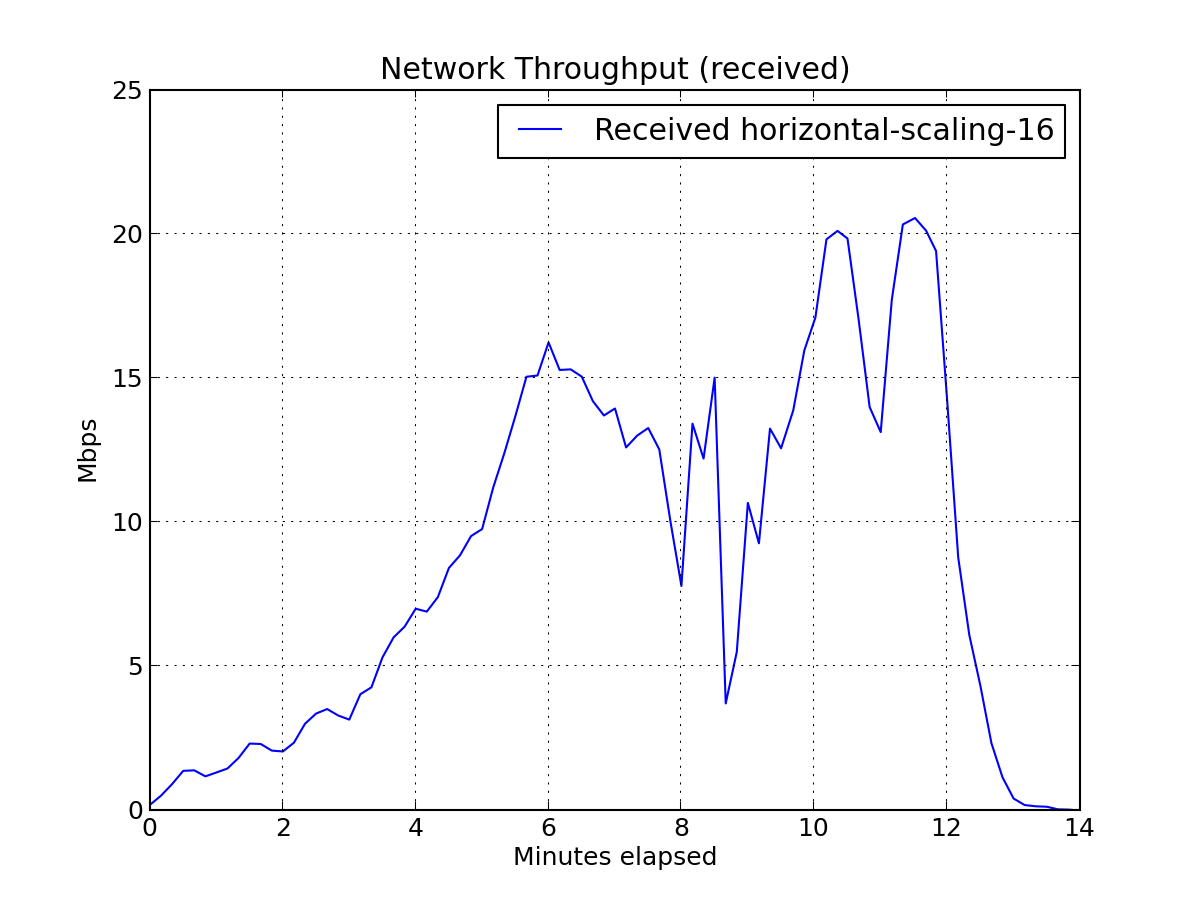 Network Throughput (received)
Received horizontal-scaling-16
25
20
15
10
5
0
Mbps
0 2 4 6 8 10 12 14
Minutes elapsed